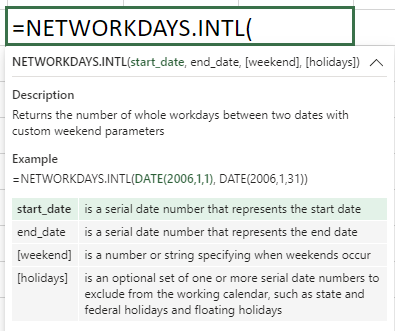 =NETWORKDAYS.INTL(
NETWORKDAYS.INTL(start_date, end_date, [weekend], [holidays])
Description
Returns the number of whole workdays between two dates with
custom weekend parameters
Example
=NETWORKDAYS.INTL(DATE(2006,1,1), DATE(2006,1,31))
start_date is a serial date number that represents the start date
end_date is a serial date number that represents the end date
[weekend] is a number or string specifying when weekends occur
[holidays] is an optional set of one or more serial date numbers to
exclude from the working calendar, such as state and
federal holidays and floating holidays